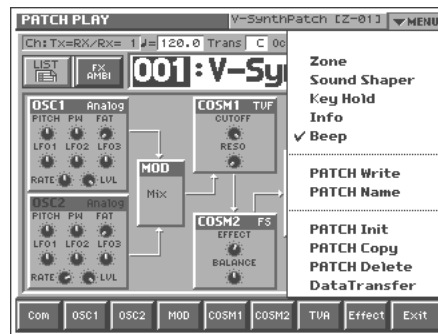 PATCH PLAY
V-SynthPatch [Z-01]
▼MENU
Ch:Tx=RX/Rx= 1 ♩= 120.0 Trans C Oc
LIST
FX AMBI
001:V-Sy
Zone
Sound Shaper
Key Hold
Info
✓ Beep
PATCH Write
PATCH Name
PATCH Init
PATCH Copy
PATCH Delete
DataTransfer
OSC1 Analog
PITCH PW FAT
LFO1 LFO2 LFO3
RATE LVL
OSC2 Analog
PITCH PW FAT
LFO1 LFO2 LFO3
RATE LVL
MOD
Mix
COSM1 TVF
CUTOFF
RESO
COSM2 FS
EFFECT
BALANCE
Com OSC1 OSC2 MOD COSM1 COSM2 TVA Effect Exit